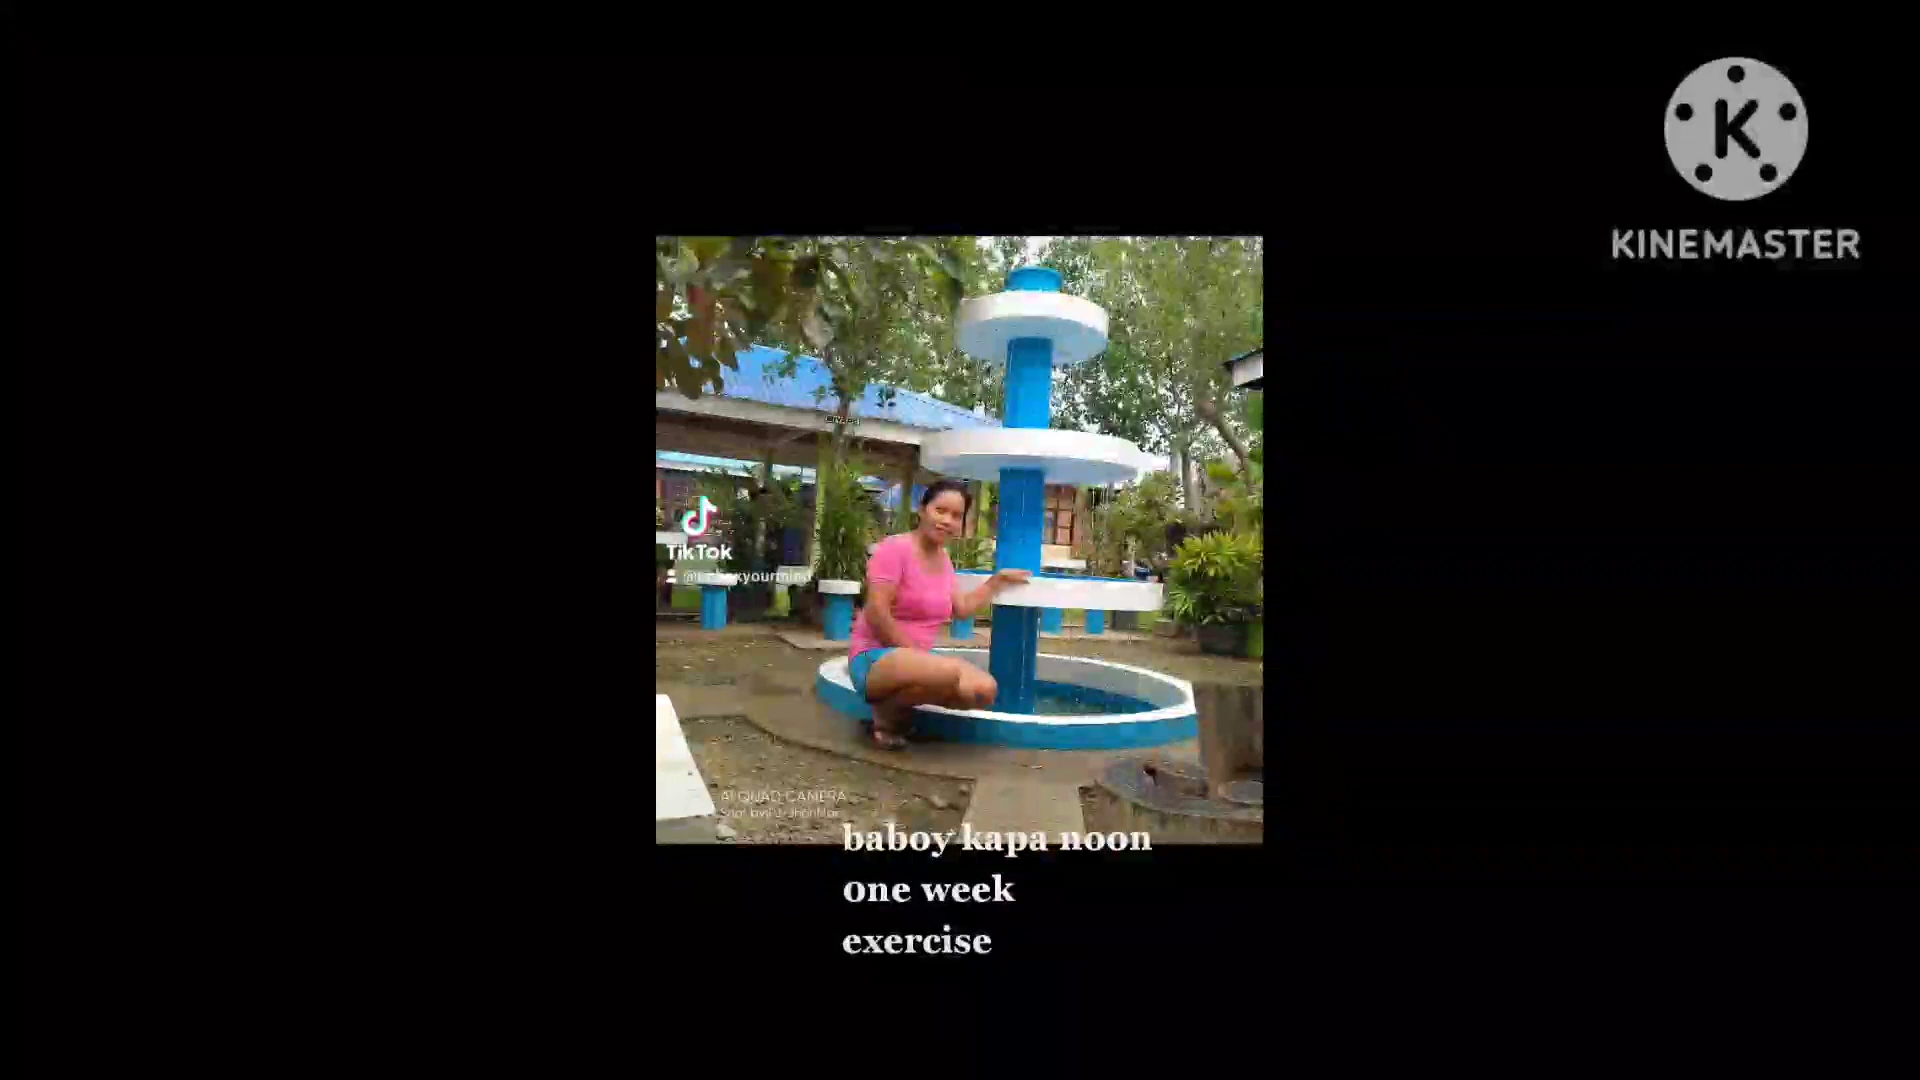 KINEMASTER
TikTok
AI QUAD CAMERA
baboy kapa noon
one week
exercise